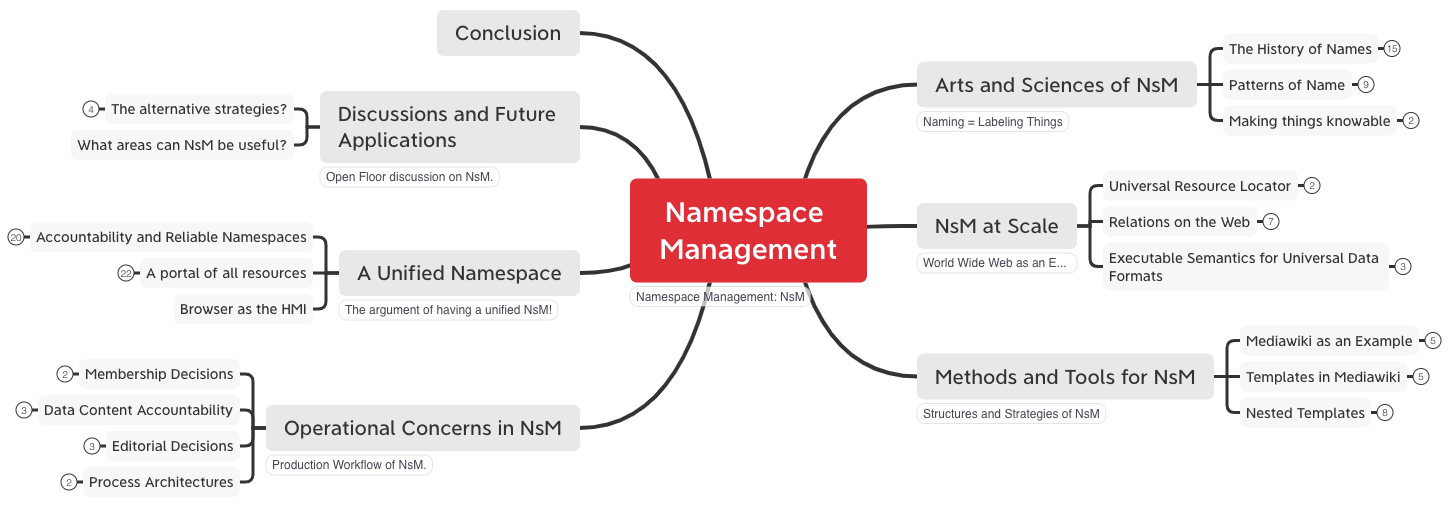 Namespace
Management
Namespace Management: NsM
Arts and Sciences of NsM
Naming = Labeling Things
The History of Names
15
Patterns of Name
9
Making things knowable
2
NsM at Scale
World Wide Web as an E...
Universal Resource Locator
2
Relations on the Web
7
Executable Semantics for Universal Data
Formats
3
Methods and Tools for NsM
Structures and Strategies of NsM
Mediawiki as an Example
5
Templates in Mediawiki
5
Nested Templates
8
Operational Concerns in NsM
Production Workflow of NsM.
Membership Decisions
2
Data Content Accountability
3
Editorial Decisions
3
Process Architectures
2
A Unified Namespace
The argument of having a unified NsM!
Accountability and Reliable Namespaces
20
A portal of all resources
22
Browser as the HMI
Discussions and Future
Applications
Open Floor discussion on NsM.
The alternative strategies?
4
What areas can NsM be useful?
Conclusion